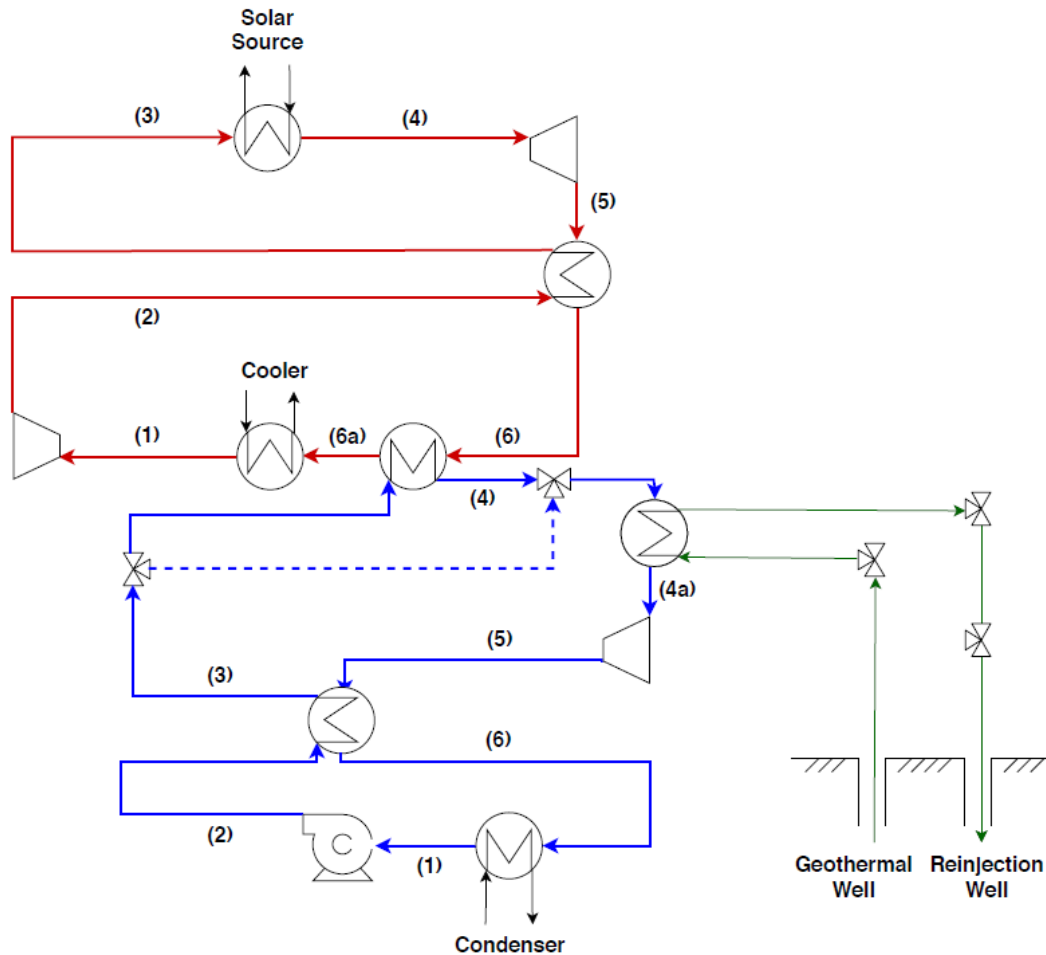 Solar
Source
(3)
(4)
(5)
(2)
Cooler
(1)
(6a)
(6)
(4)
(4a)
(5)
(3)
(6)
(2)
C
(1)
Geothermal
Well
Reinjection
Well
Condenser